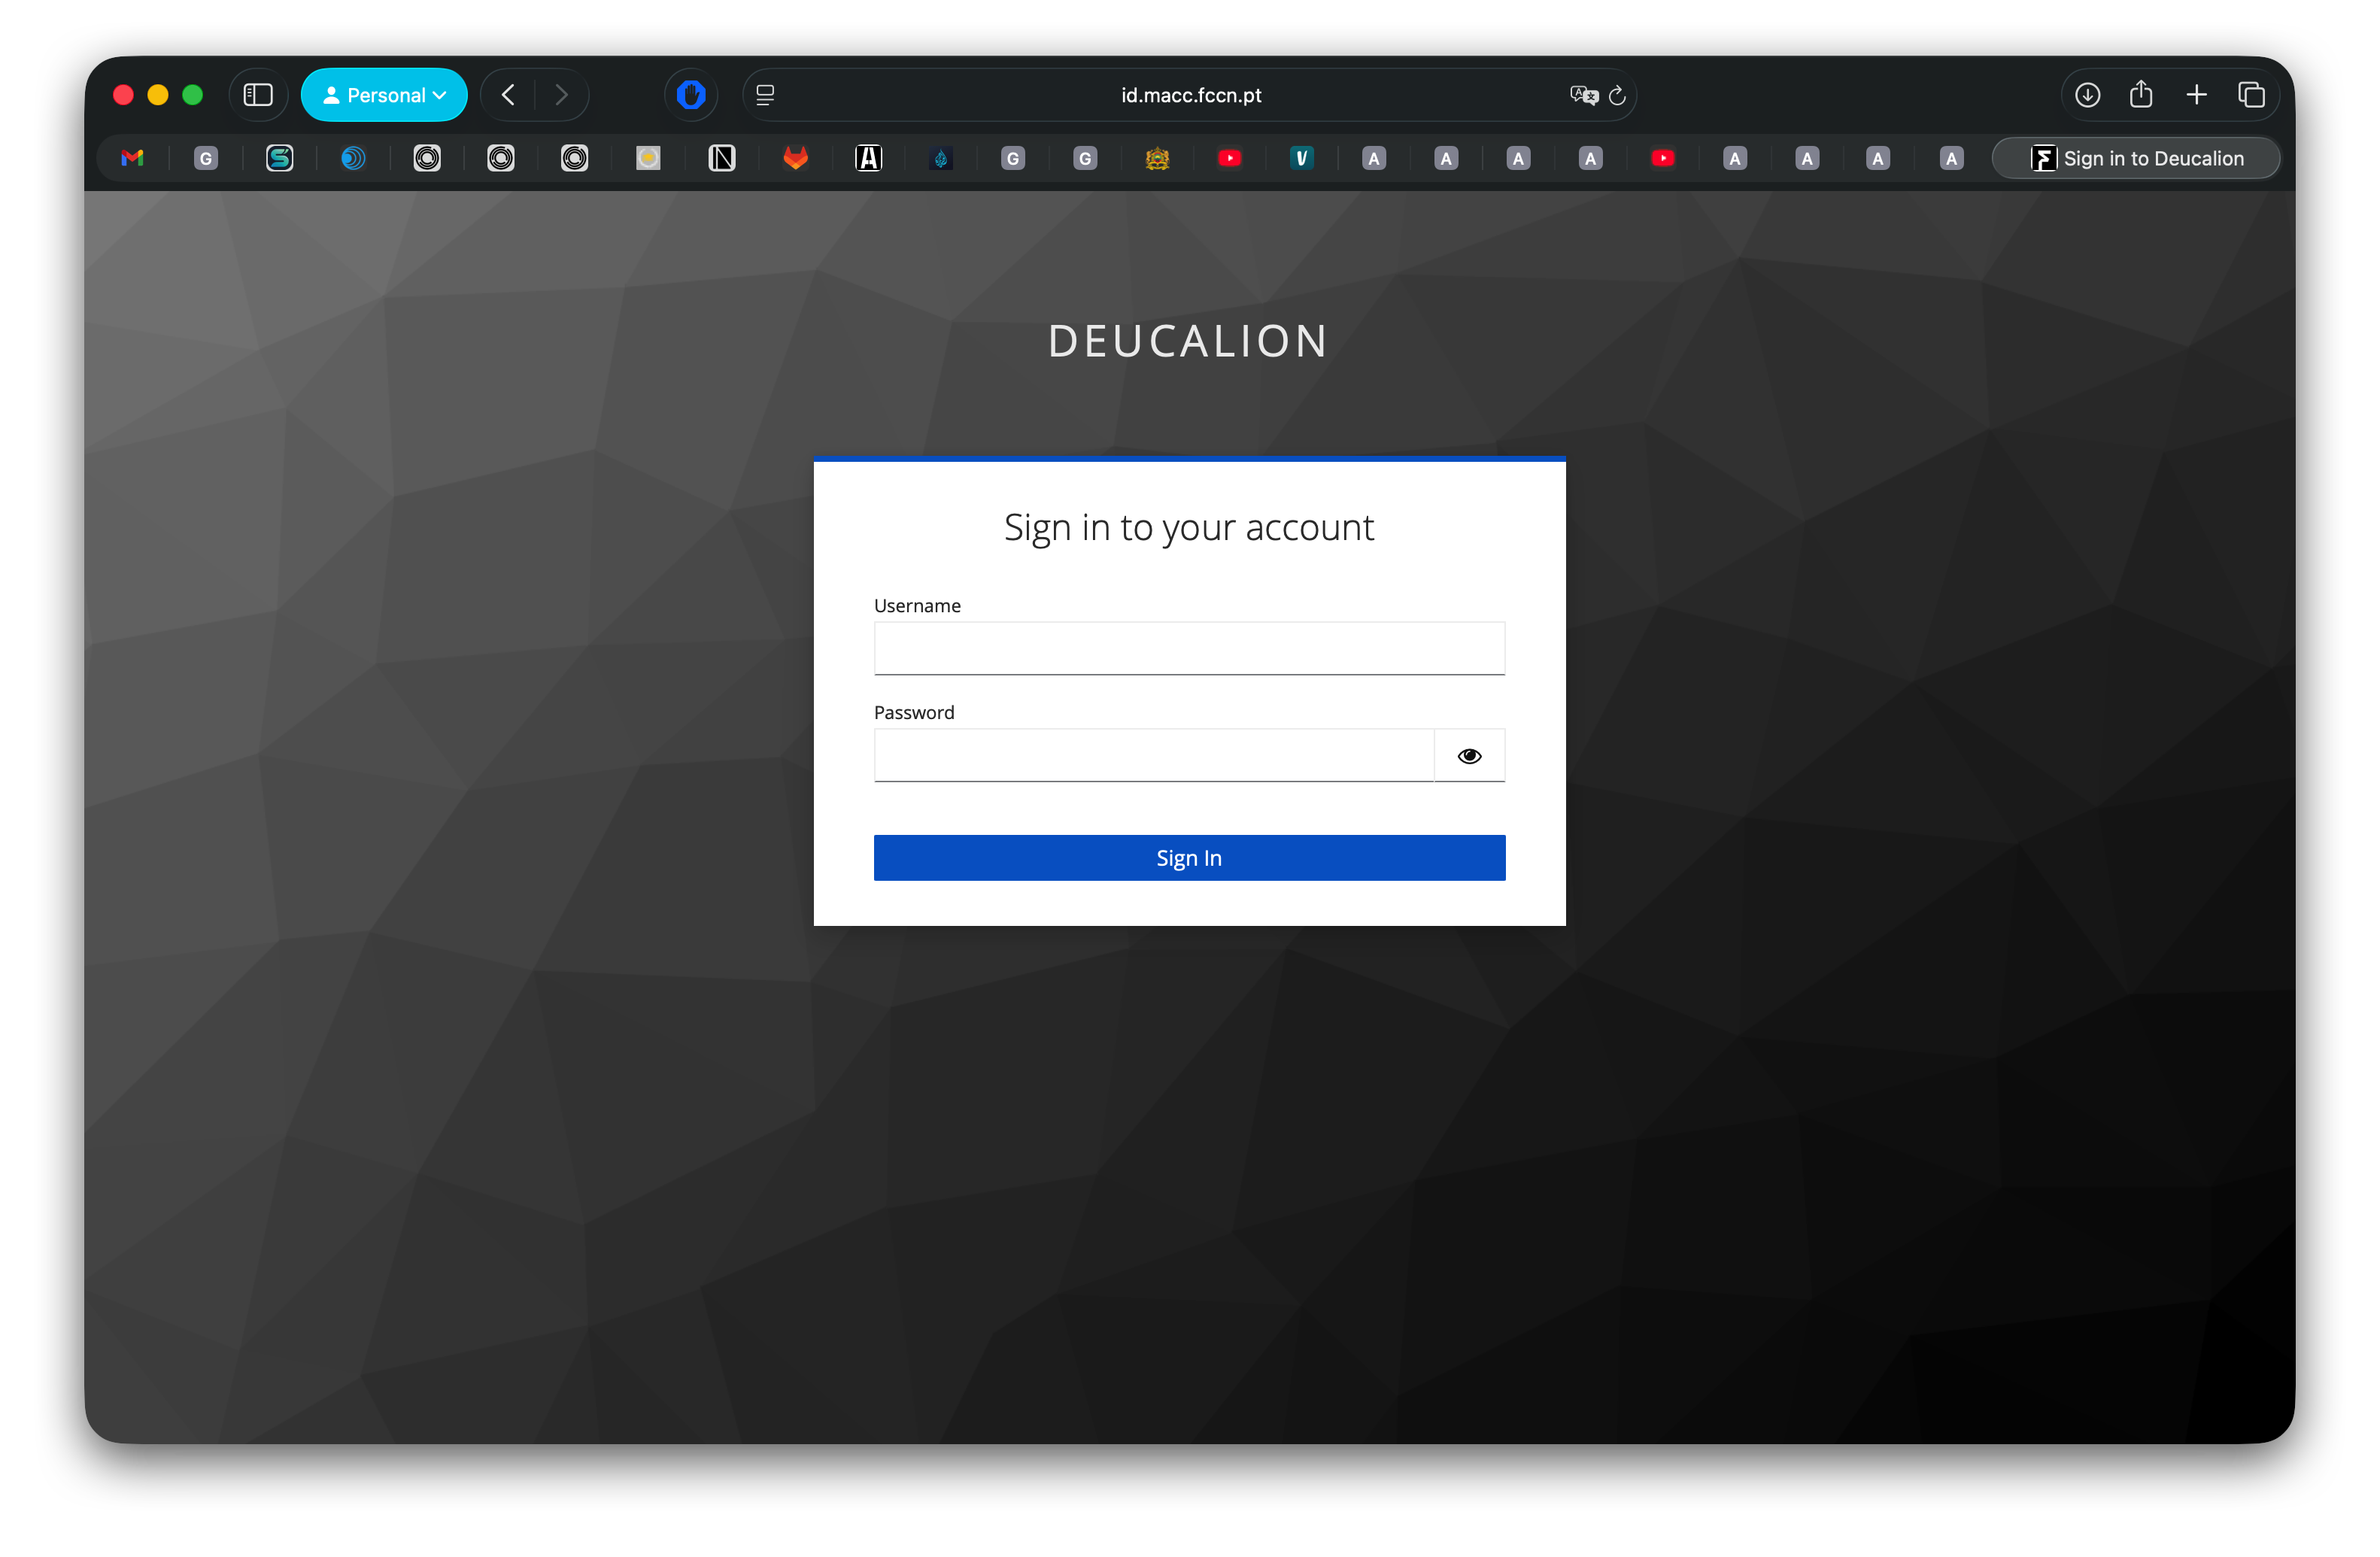 Personal
id.macc.fccn.pt
G
G
G
A
A
A
A
A
A
A
A
Sign in to Deucalion
DEUCALION
Sign in to your account
Username
Password
Sign In